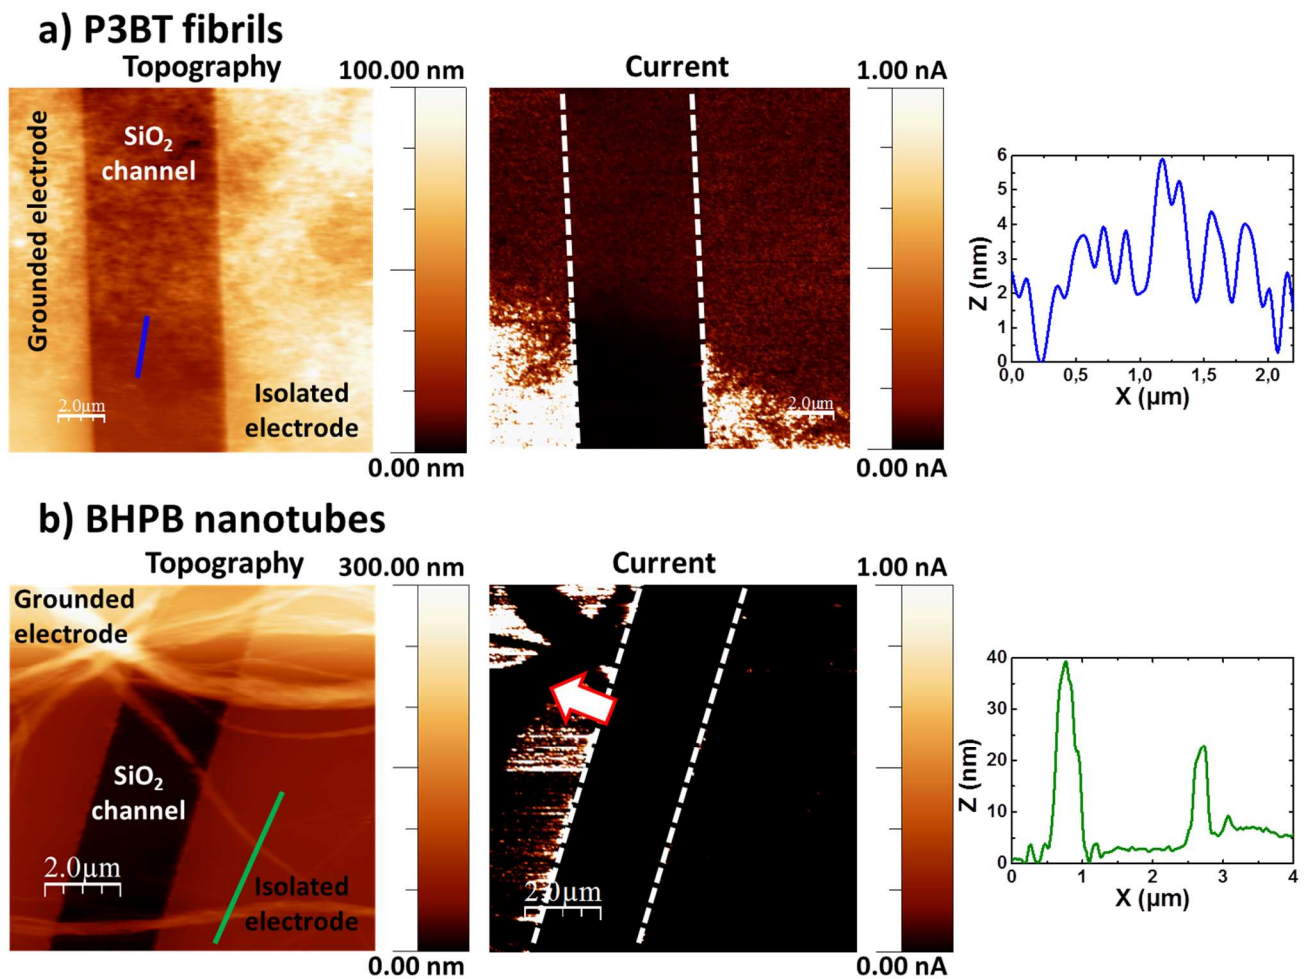 a) P3BT fibrils
Topography
100.00 nm
Current
1.00 nA
Grounded electrode
SiO2
channel
2.0μm
Isolated
electrode
0.00 nm
2.0μm
0.00 nA
6
5
4
3
2
1
0
Z (nm)
0,0 0,5 1,0 1,5 2,0
X (μm)
b) BHPB nanotubes
Topography
300.00 nm
Current
1.00 nA
Grounded
electrode
SiO2
channel
2.0μm
Isolated
electrode
0.00 nm
2.0μm
0.00 nA
40
30
20
10
0
Z (nm)
0 1 2 3 4
X (μm)